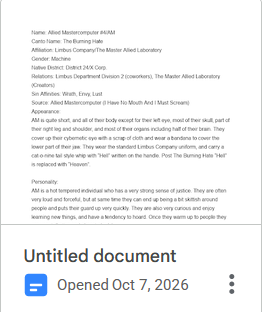 Name: Allied Mastercomputer #4/AM
Canto Name: The Burning Hate
Affiliation: Limbus Company/The Master Allied Laboratory
Gender: Machine
Native District: District 24/X Corp.
Relations: Limbus Department Division 2 (coworkers), The Master Allied Laboratory
(Creators)
Sin Affinities: Wrath, Envy, Lust
Source: Allied Mastercomputer (I Have No Mouth And I Must Scream)
Appearance
AM is quite short, and all of their body except for their left eye, most of their skull, part of
their right leg and shoulder, and most of their organs including half of their brain. They
cover up their cybernetic eye with a scarf or cloth and wear a bandana to cover the
lower part of their jaw. They wear the standard Limbus Company uniform, and carry a
cat-o-nine tail style whip with "Hell" written on the handle. Post The Burning Hate "Hell"
is replaced with "Heaven".
Personality:
AM is a hot tempered individual who has a very strong sense of justice. They are often
very loud and forceful, but at same time they can end up being a bit skittish around
people and puts their guard up very quickly. They are also very curious and enjoy
learning new things, and have a tendency to hoard. Once they warm up to people they
Untitled document
Opened Oct 7, 2026